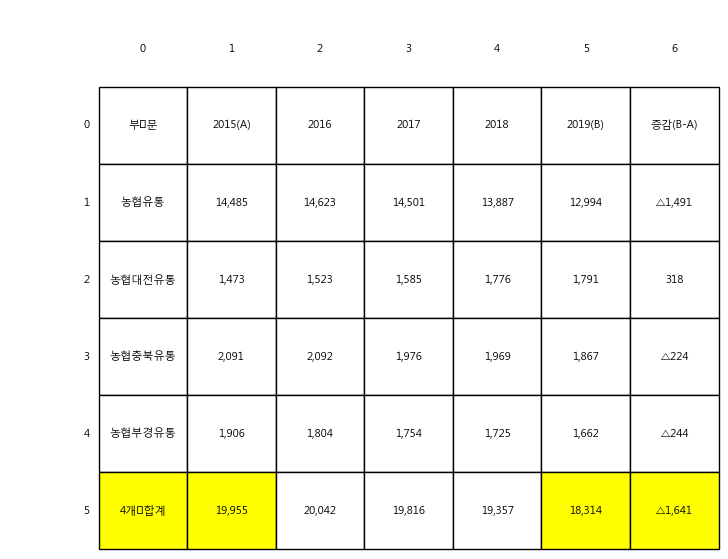 0 1 2 3 4 5 6
0 부□문 2015(A) 2016 2017 2018 2019(B) 증감(B-A)
1 농협유통 14,485 14,623 14,501 13,887 12,994 △1,491
2 농협대전유통 1,473 1,523 1,585 1,776 1,791 318
3 농협충북유통 2,091 2,092 1,976 1,969 1,867 △224
4 농협부경유통 1,906 1,804 1,754 1,725 1,662 △244
5 4개□합계 19,955 20,042 19,816 19,357 18,314 △1,641